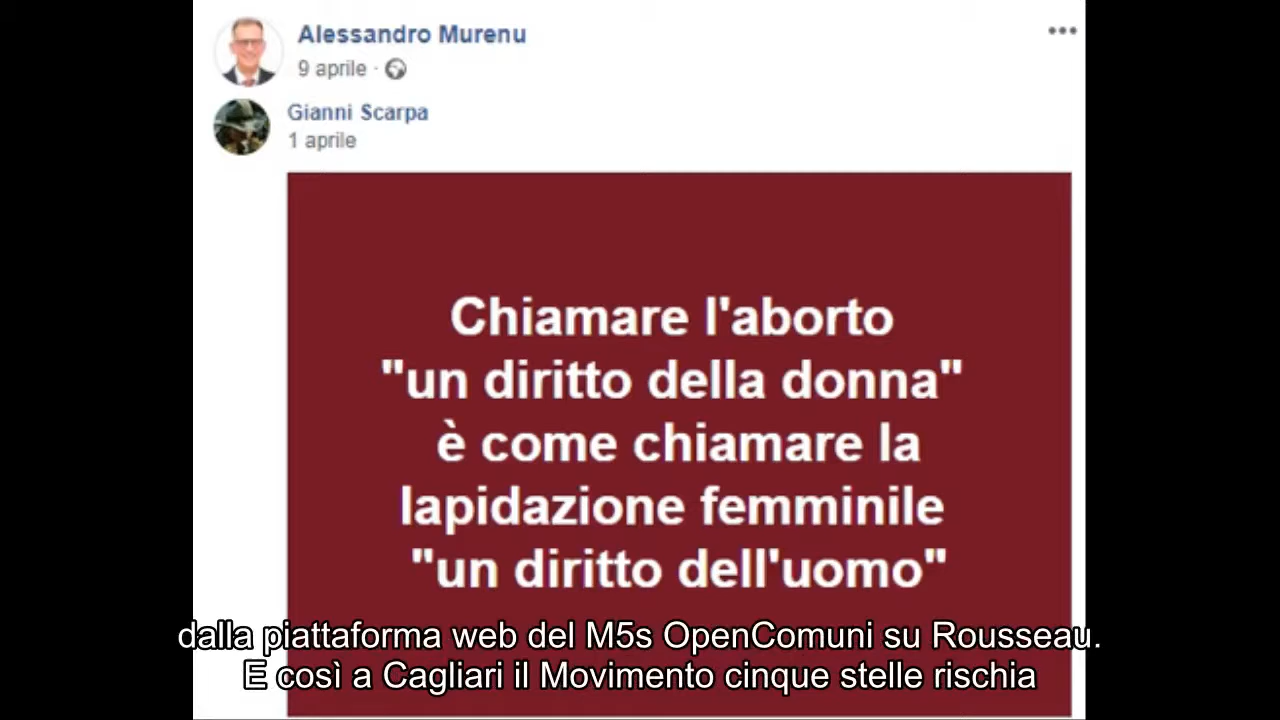 Alessandro Murenu
9 aprile ·
Gianni Scarpa
1 aprile
Chiamare l'aborto
"un diritto della donna"
è come chiamare la
lapidazione femminile
"un diritto dell'uomo"
dalla piattaforma web del M5s OpenComuni su Rousseau.
E così a Cagliari il Movimento cinque stelle rischia